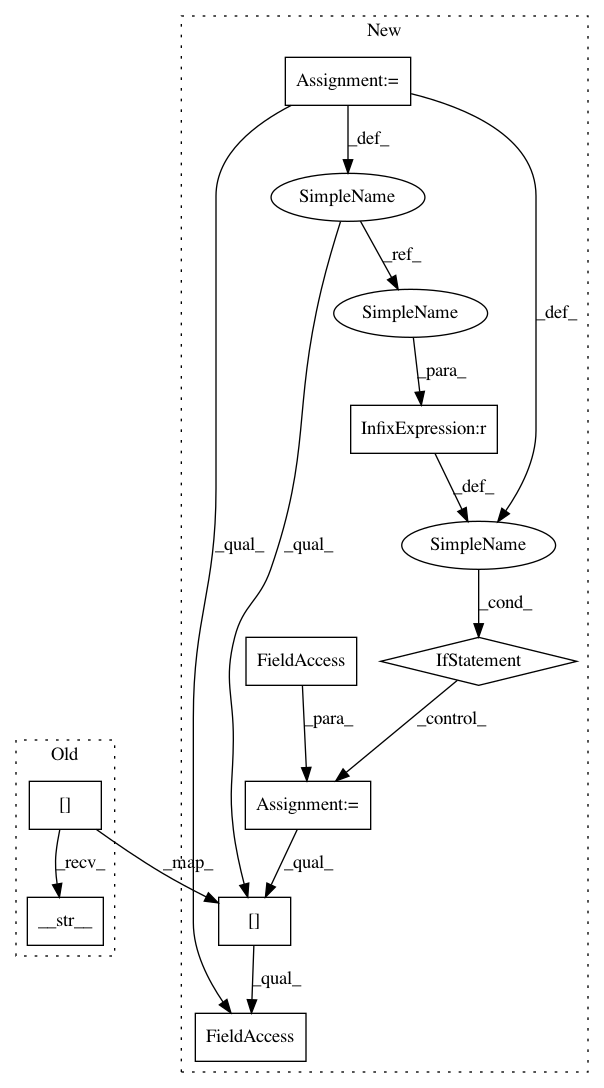 New
Assignment:=
_def_
SimpleName
_ref_
SimpleName
_def_
_para_
InfixExpression:r
_def_
_qual_
_qual_
SimpleName
_cond_
FieldAccess
IfStatement
_para_
_control_
Old
[]
Assignment:=
_recv_
_map_
_qual_
__str__
[]
_qual_
FieldAccess